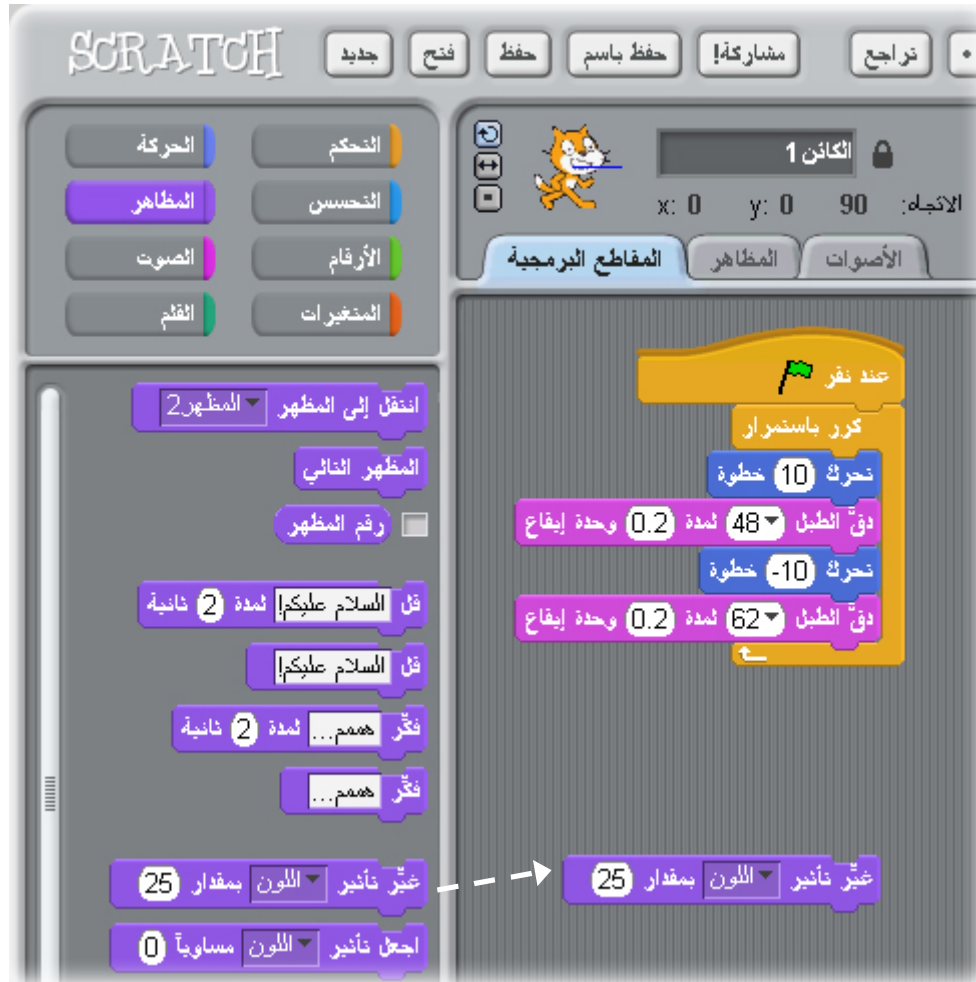 SCRATCH
جديد
فتح
حفظ
حفظ باسم
مشاركة!
تراجع
الحركة
التحكم
المظاهر
التحسس
الصوت
الأرقام
القلم
المتغيرات
الكائن 1
x: 0 y: 0 90 الاتجاه:
المقاطع البرمجية
المظاهر
الأصوات
انتقل إلى المظهر المظهر2
المظهر التالي
رقم المظهر
قل السلام عليكم! لمدة 2 ثانية
قل السلام عليكم!
فكّر هممم... لمدة 2 ثانية
فكّر هممم...
غيّر تأثير اللون بمقدار 25
اجعل تأثير اللون مساوياً 0
عند نقر
كرر باستمرار
تحرك 10 خطوة
دقّ الطبل 48 لمدة 0.2 وحدة إيقاع
تحرك -10 خطوة
دقّ الطبل 62 لمدة 0.2 وحدة إيقاع
غيّر تأثير اللون بمقدار 25